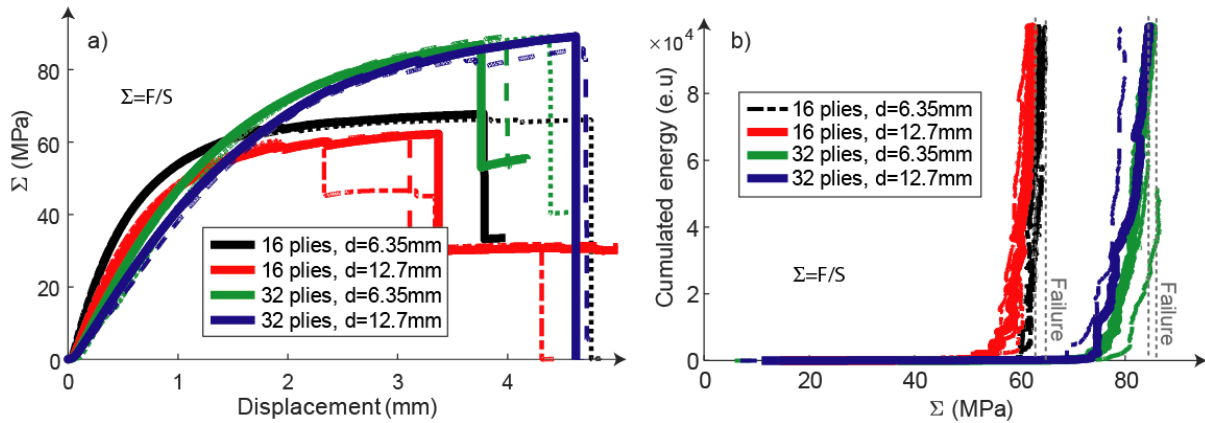 a)
Σ=F/S
Σ (MPa)
80
60
40
20
0
16 plies, d=6.35mm
16 plies, d=12.7mm
32 plies, d=6.35mm
32 plies, d=12.7mm
0 1 2 3 4
Displacement (mm)
b)
×10⁴
Cumulated energy (e.u)
8
6
4
2
0
16 plies, d=6.35mm
16 plies, d=12.7mm
32 plies, d=6.35mm
32 plies, d=12.7mm
Σ=F/S
Failure
Failure
0 20 40 60 80
Σ (MPa)